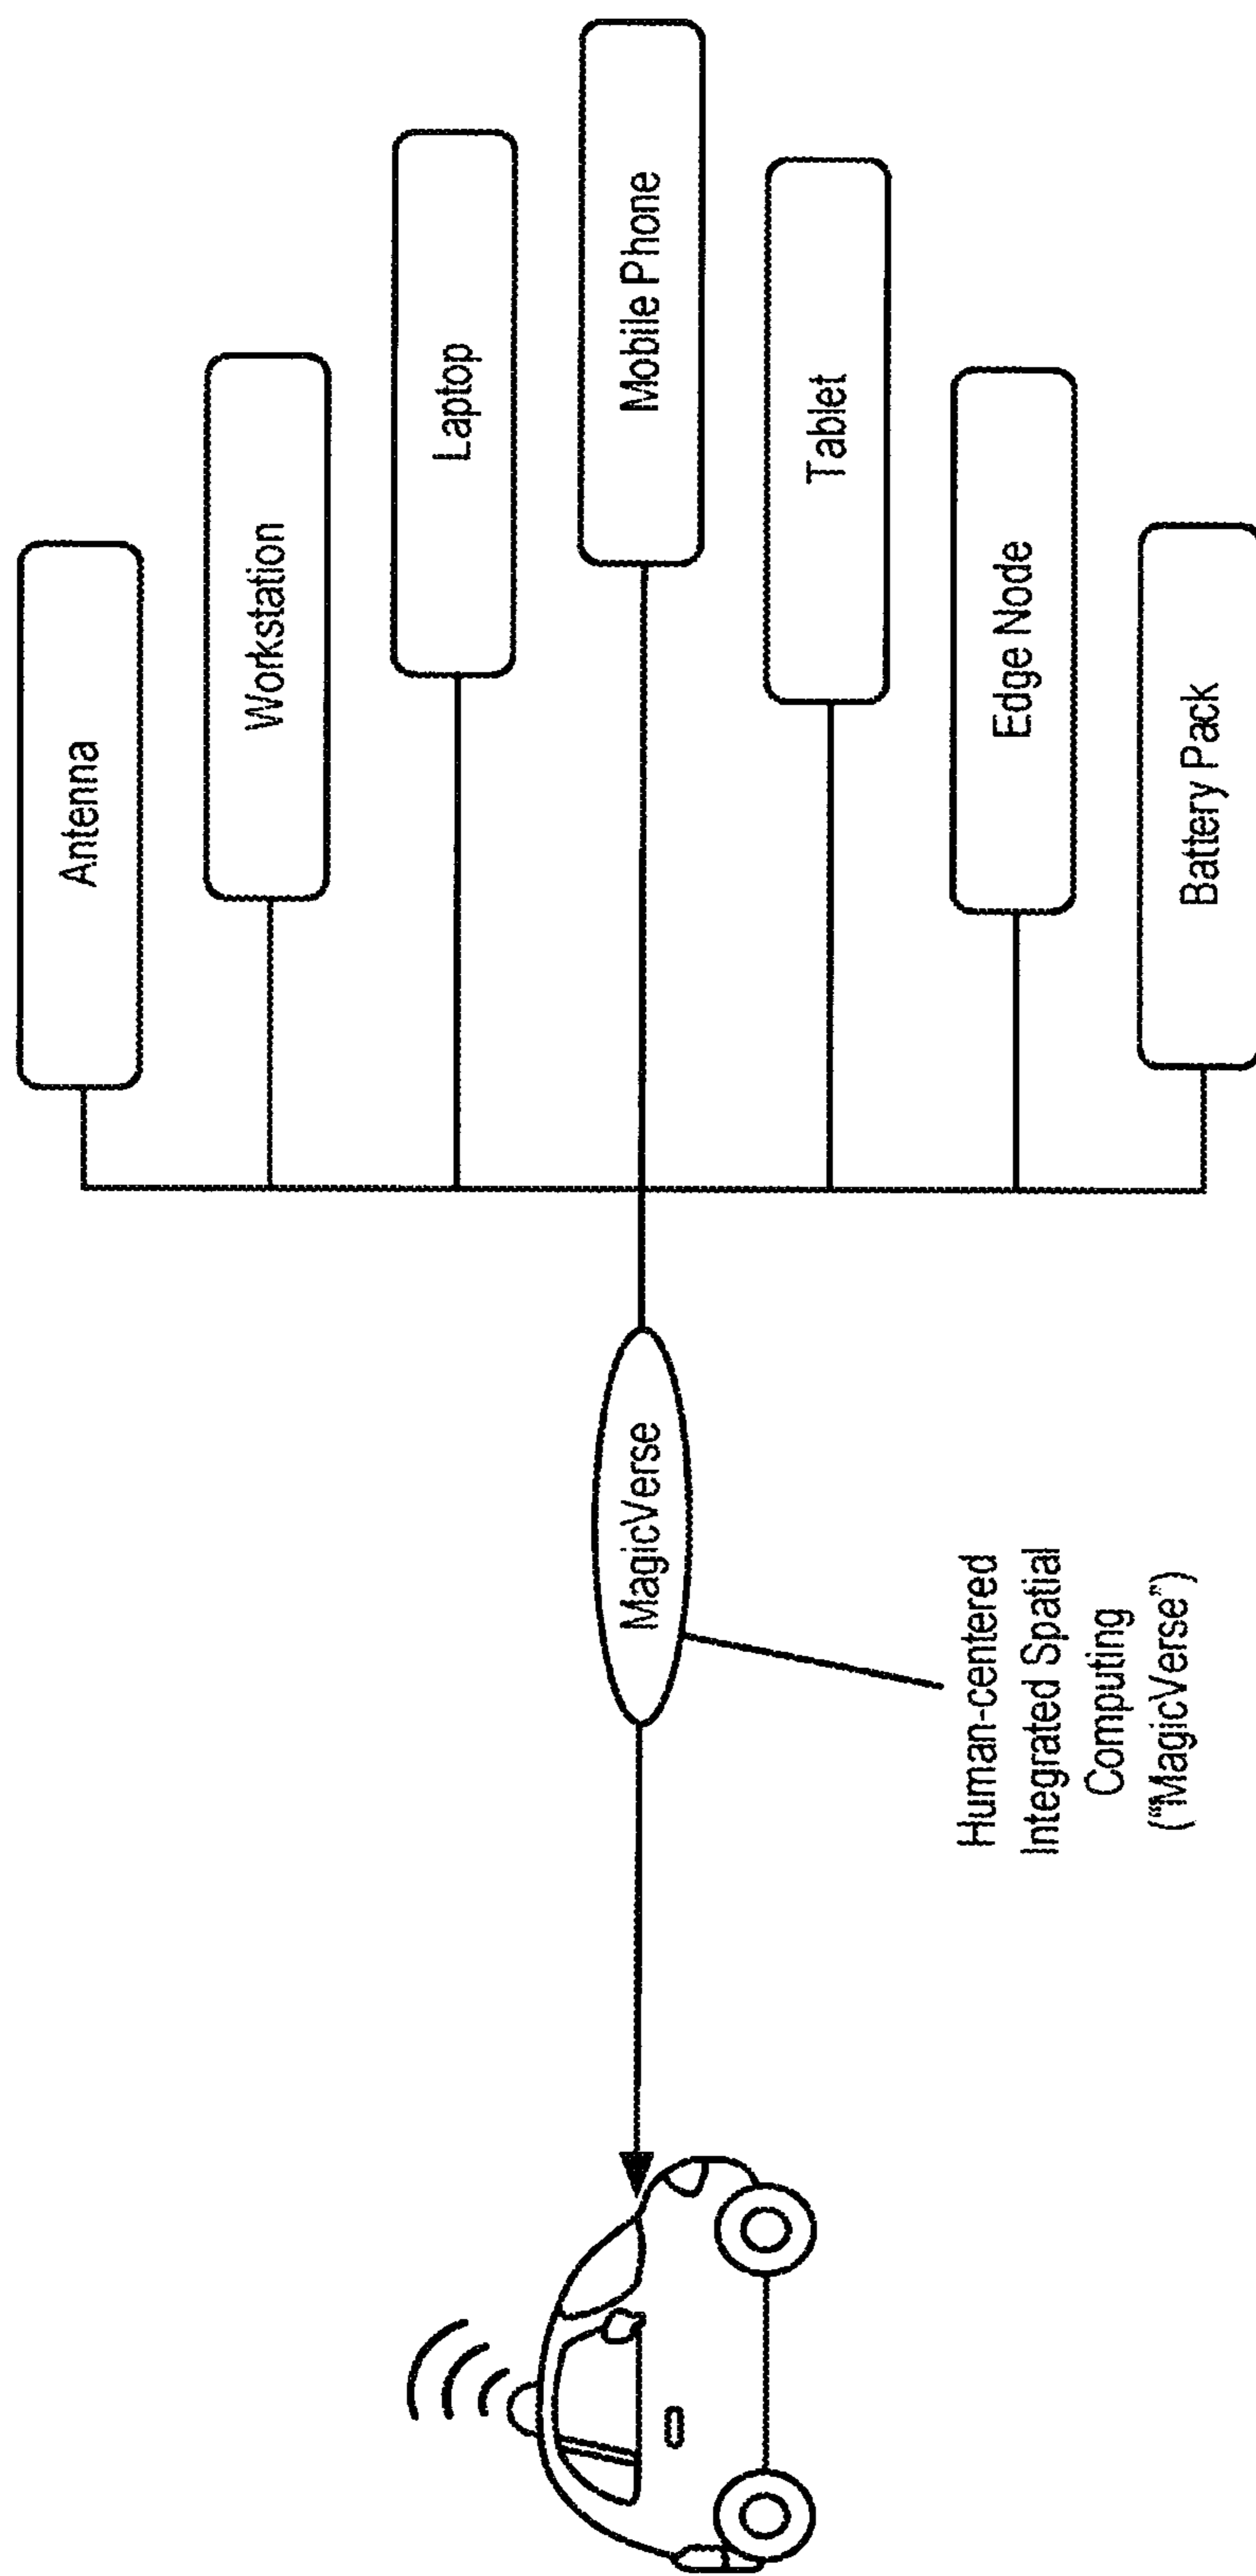 Antenna
Workstation
Laptop
Mobile Phone
Tablet
Edge Node
Battery Pack
MagicVerse
Human-centered
Integrated Spatial
Computing
("MagicVerse")